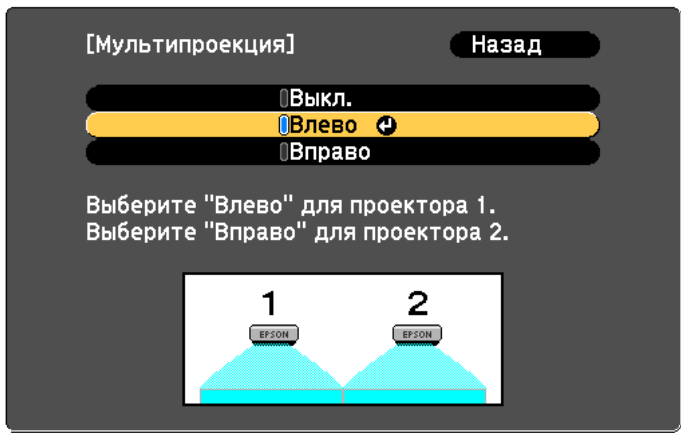 [Мультипроекция] Назад
Выкл.
Влево
Вправо
Выберите "Влево" для проектора 1.
Выберите "Вправо" для проектора 2.
1 2
EPSON EPSON